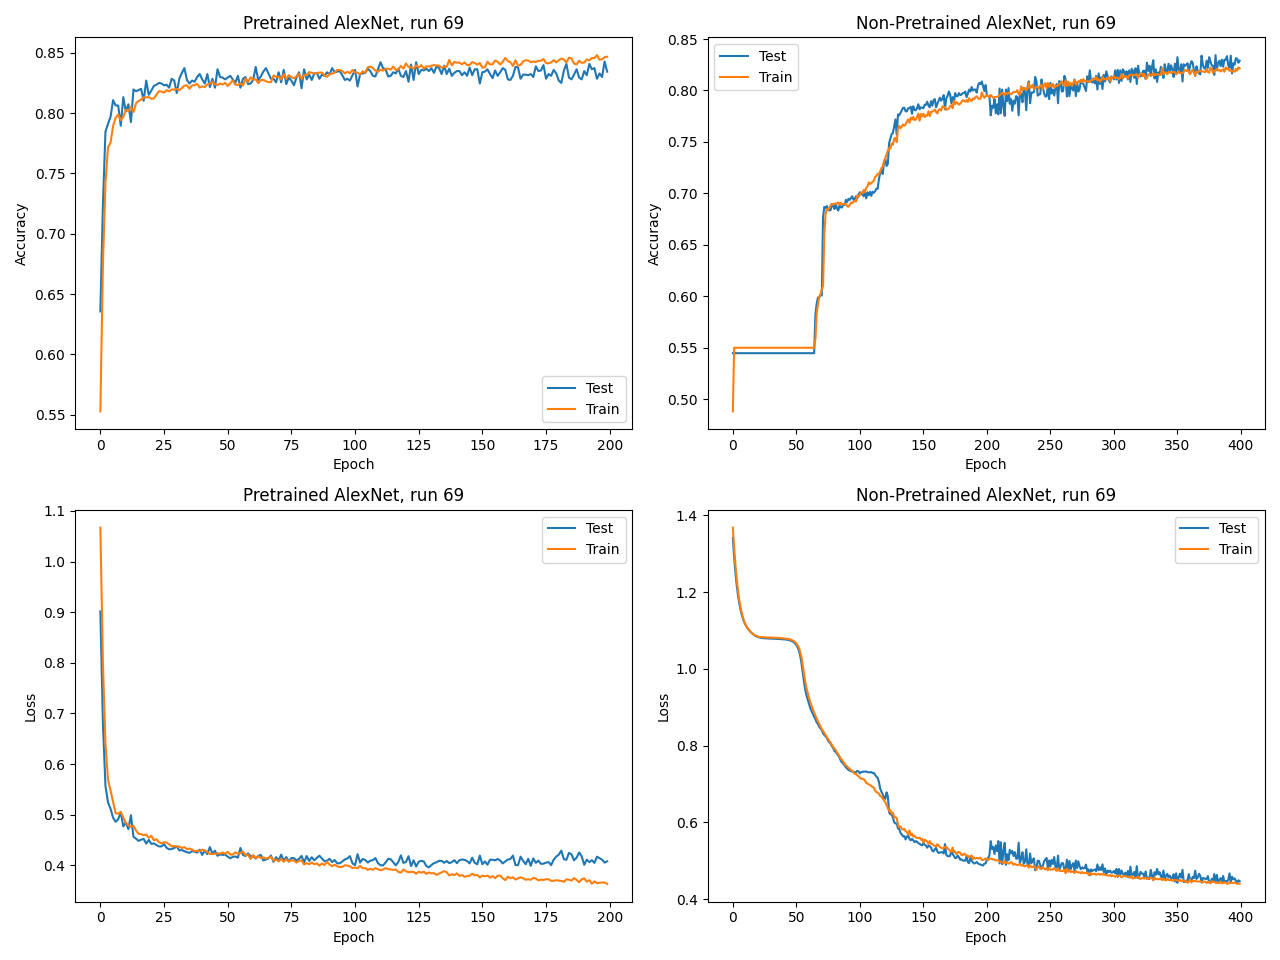 Pretrained AlexNet, run 69
0.85
0.80
0.75
0.70
0.65
0.60
0.55
Accuracy
Test
Train
0 25 50 75 100 125 150 175 200
Epoch
Non-Pretrained AlexNet, run 69
0.85
0.80
0.75
0.70
0.65
0.60
0.55
0.50
Accuracy
Test
Train
0 50 100 150 200 250 300 350 400
Epoch
Pretrained AlexNet, run 69
1.1
1.0
0.9
0.8
0.7
0.6
0.5
0.4
Loss
Test
Train
0 25 50 75 100 125 150 175 200
Epoch
Non-Pretrained AlexNet, run 69
1.4
1.2
1.0
0.8
0.6
0.4
Loss
Test
Train
0 50 100 150 200 250 300 350 400
Epoch